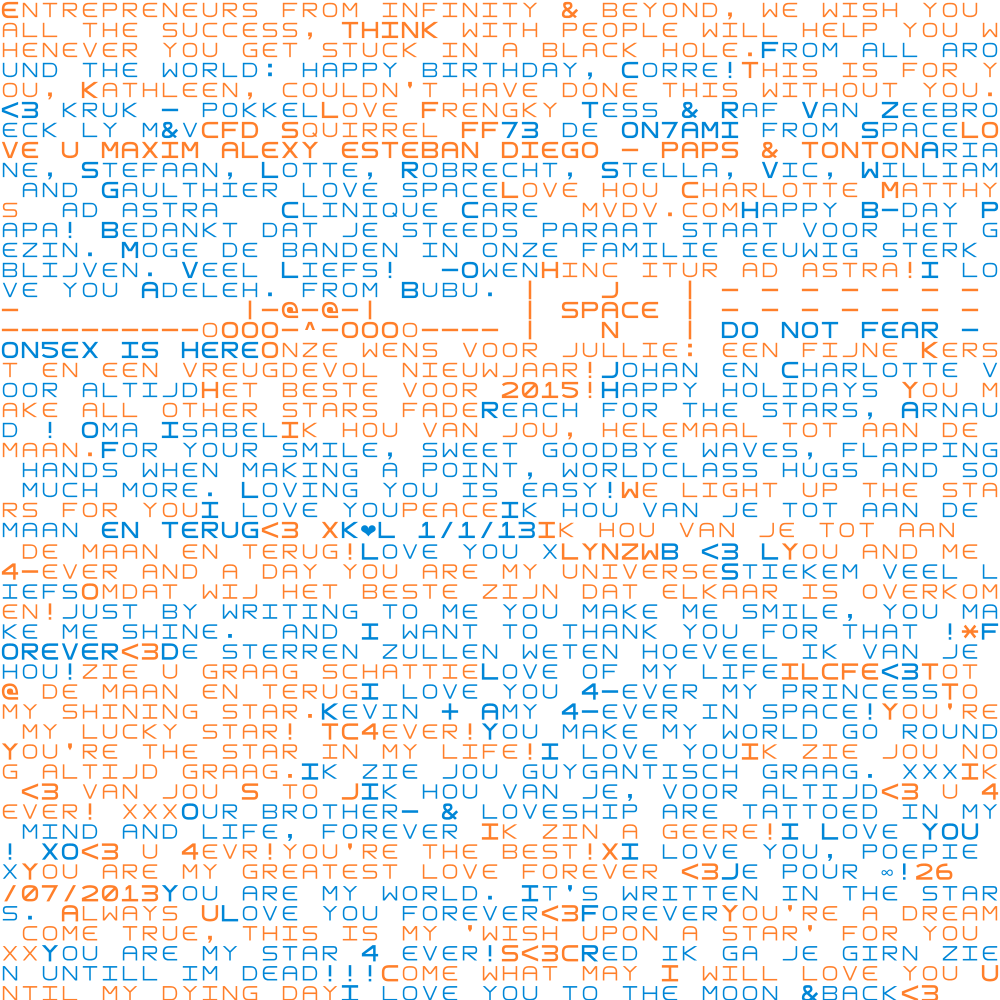 ENTREPRENEURS FROM INFINITY & BEYOND, WE WISH YOU
ALL THE SUCCESS, THINK WITH PEOPLE WILL HELP YOU W
HENEVER YOU GET STUCK IN A BLACK HOLE.FROM ALL ARO
UND THE WORLD: HAPPY BIRTHDAY, CORRE!THIS IS FOR Y
OU, KATHLEEN, COULDN'T HAVE DONE THIS WITHOUT YOU.
<3 KRUK - POKKELLOVE FRENGKY TESS & RAF VAN ZEEBRO
ECK LY M&VCFD SQUIRREL FF73 DE ON7AMI FROM SPACELO
VE U MAXIM ALEXY ESTEBAN DIEGO - PAPS & TONTONARIA
NE, STEFAAN, LOTTE, ROBRECHT, STELLA, VIC, WILLIAM
AND GAULTHIER LOVE SPACELOVE HOU CHARLOTTE MATTHY
S  AD ASTRA   CLINIQUE CARE  MVDV.COMHAPPY B-DAY P
APA! BEDANKT DAT JE STEEDS PARAAT STAAT VOOR HET G
EZIN. MOGE DE BANDEN IN ONZE FAMILIE EEUWIG STERK
BLIJVEN. VEEL LIEFS!  -OWENHINC ITUR AD ASTRA!I LO
VE YOU ADELEH. FROM BUBU. |   J   | - - - - - - -
-           |-@-@-|       | SPACE | - - - - - - -
----------OOOO-^-OOOO---- |   N   | DO NOT FEAR -
ON5EX IS HEREONZE WENS VOOR JULLIE: EEN FIJNE KERS
T EN EEN VREUGDEVOL NIEUWJAAR!JOHAN EN CHARLOTTE V
OOR ALTIJDHET BESTE VOOR 2015!HAPPY HOLIDAYS YOU M
AKE ALL OTHER STARS FADEREACH FOR THE STARS, ARNAU
D ! OMA ISABELIK HOU VAN JOU, HELEMAAL TOT AAN DE
MAAN.FOR YOUR SMILE, SWEET GOODBYE WAVES, FLAPPING
HANDS WHEN MAKING A POINT, WORLDCLASS HUGS AND SO
MUCH MORE. LOVING YOU IS EASY!WE LIGHT UP THE STA
RS FOR YOUI LOVE YOUPEACEIK HOU VAN JE TOT AAN DE
MAAN EN TERUG<3 XK❤L 1/1/13IK HOU VAN JE TOT AAN
DE MAAN EN TERUG!LOVE YOU XLYNZWB <3 LYOU AND ME
4-EVER AND A DAY YOU ARE MY UNIVERSESTIEKEM VEEL L
IEFSOMDAT WIJ HET BESTE ZIJN DAT ELKAAR IS OVERKOM
EN!JUST BY WRITING TO ME YOU MAKE ME SMILE, YOU MA
KE ME SHINE.  AND I WANT TO THANK YOU FOR THAT !*F
OREVER<3DE STERREN ZULLEN WETEN HOEVEEL IK VAN JE
HOU!ZIE U GRAAG SCHATTIELOVE OF MY LIFEILCFE<3TOT
@ DE MAAN EN TERUGI LOVE YOU 4-EVER MY PRINCESSTO
MY SHINING STAR.KEVIN + AMY 4-EVER IN SPACE!YOU'RE
MY LUCKY STAR! TC4EVER!YOU MAKE MY WORLD GO ROUND
YOU'RE THE STAR IN MY LIFE!I LOVE YOUIK ZIE JOU NO
G ALTIJD GRAAG.IK ZIE JOU GUYGANTISCH GRAAG. XXXIK
<3 VAN JOU S TO JIK HOU VAN JE, VOOR ALTIJD<3 U 4
EVER! XXXOUR BROTHER- & LOVESHIP ARE TATTOED IN MY
MIND AND LIFE, FOREVER IK ZIN A GEERE!I LOVE YOU
! XO<3 U 4EVR!YOU'RE THE BEST!XI LOVE YOU, POEPIE
XYOU ARE MY GREATEST LOVE FOREVER <3JE POUR ∞!26
/07/2013YOU ARE MY WORLD. IT'S WRITTEN IN THE STAR
S. ALWAYS ULOVE YOU FOREVER<3FOREVERYOU'RE A DREAM
COME TRUE, THIS IS MY 'WISH UPON A STAR' FOR YOU
XXYOU ARE MY STAR 4 EVER!S<3CRED IK GA JE GIRN ZIE
N UNTILL IM DEAD!!!COME WHAT MAY I WILL LOVE YOU U
NTIL MY DYING DAYI LOVE YOU TO THE MOON &BACK<3